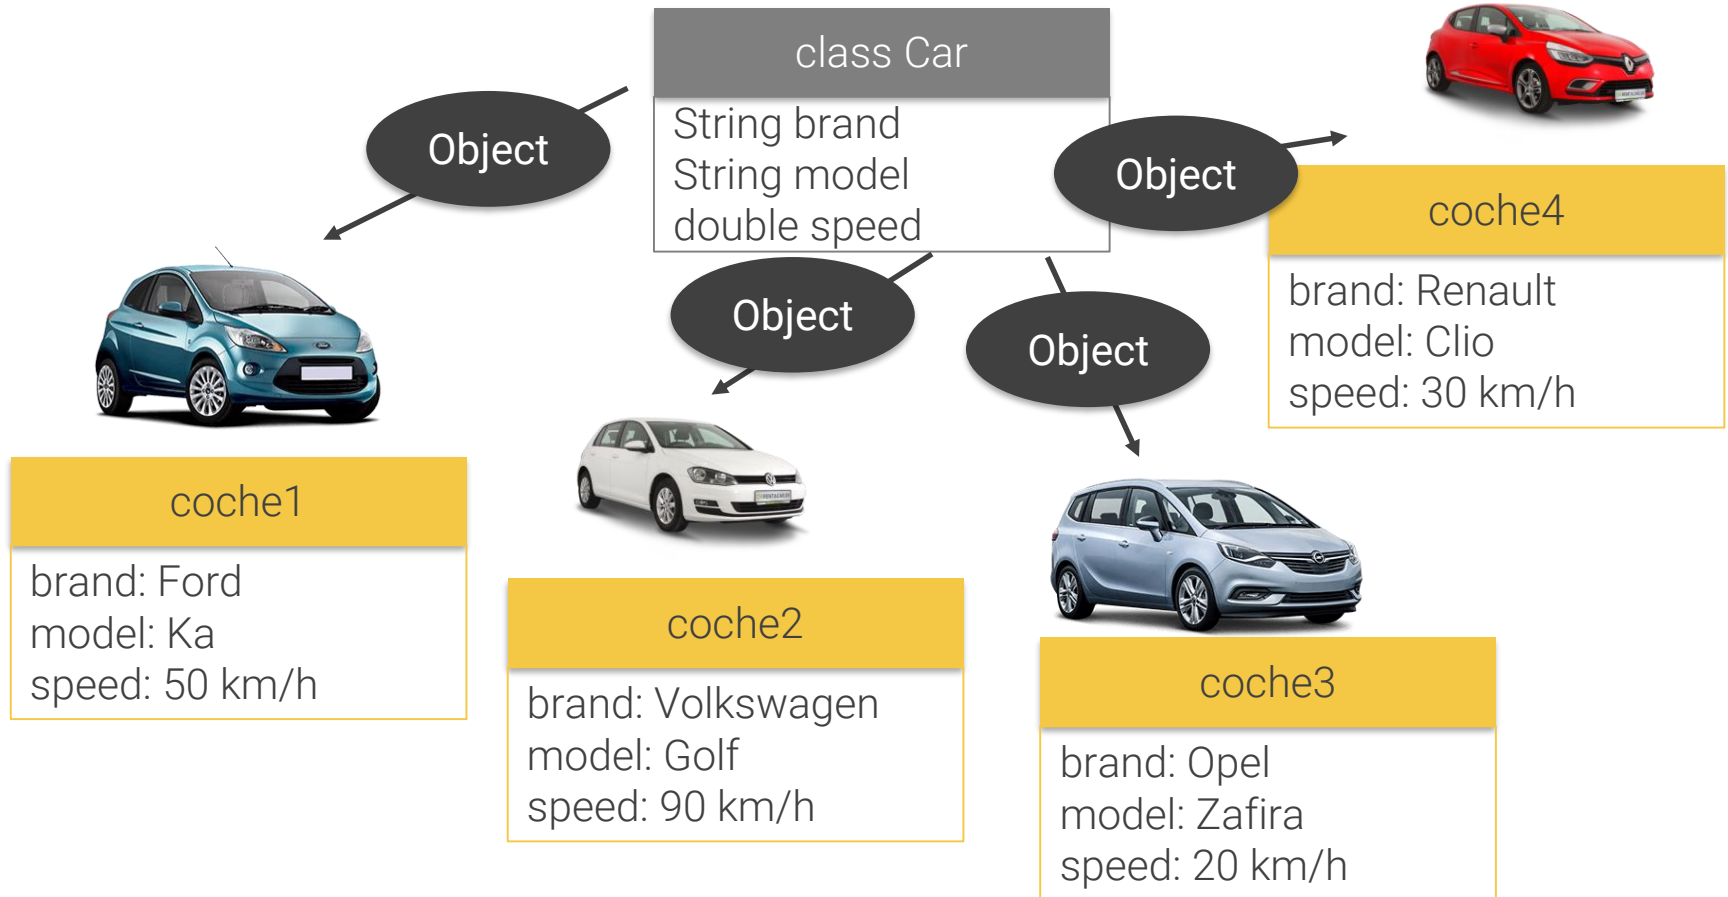 class Car
String brand
String model
double speed
Object
Object
Object
Object
coche1
brand: Ford
model: Ka
speed: 50 km/h
coche2
brand: Volkswagen
model: Golf
speed: 90 km/h
coche3
brand: Opel
model: Zafira
speed: 20 km/h
coche4
brand: Renault
model: Clio
speed: 30 km/h